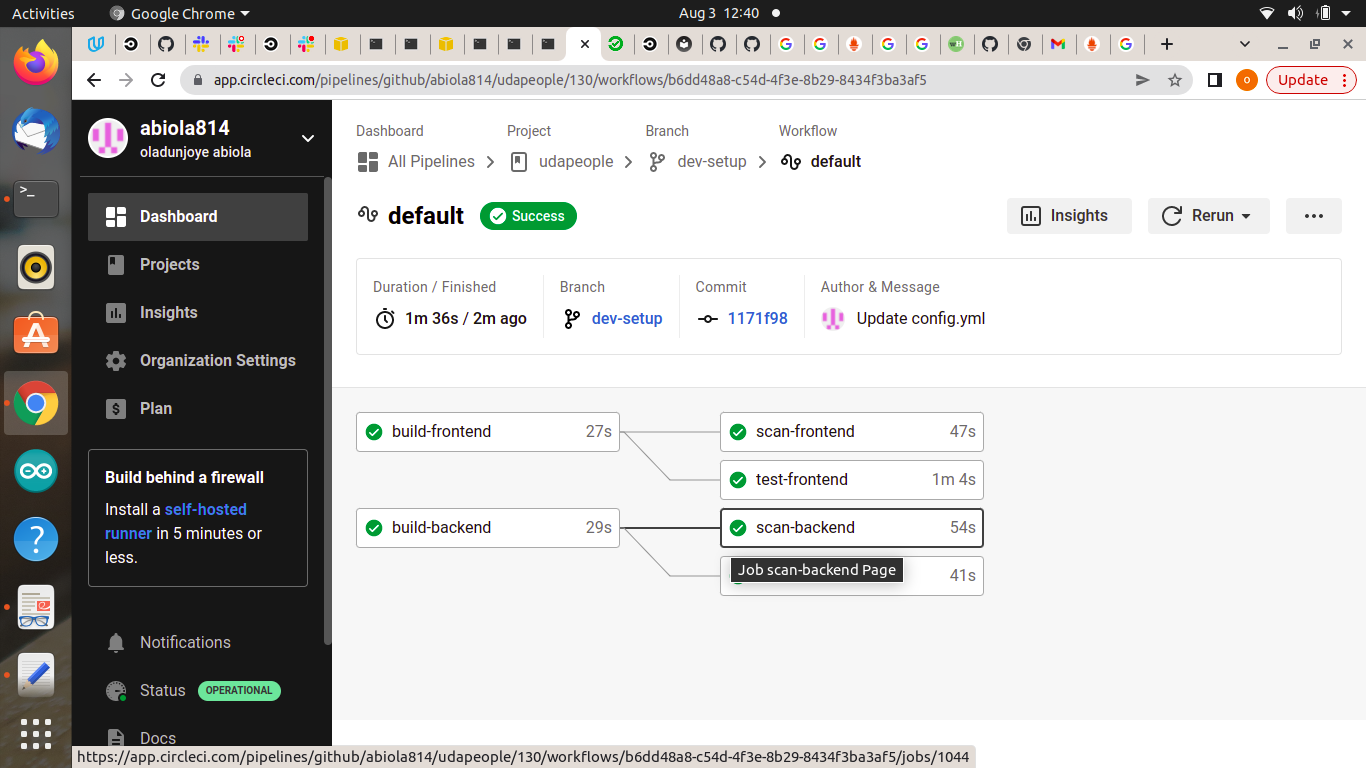 Activities
Google Chrome
Aug 3 12:40
app.circleci.com/pipelines/github/abiola814/udapeople/130/workflows/b6dd48a8-c54d-4f3e-8b29-8434f3ba3af5
o
Update
abiola814
oladunjoye abiola
Dashboard
Projects
Insights
Organization Settings
Plan
Build behind a firewall
Install a self-hosted
runner in 5 minutes or
less.
Notifications
Status OPERATIONAL
Docs
Dashboard Project Branch Workflow
All Pipelines udapeople dev-setup default
default Success
Insights Rerun
Duration / Finished Branch Commit Author & Message
1m 36s / 2m ago dev-setup 1171f98 Update config.yml
build-frontend 27s scan-frontend 47s
test-frontend 1m 4s
build-backend 29s scan-backend 54s
Job scan-backend Page 41s
https://app.circleci.com/pipelines/github/abiola814/udapeople/130/workflows/b6dd48a8-c54d-4f3e-8b29-8434f3ba3af5/jobs/1044